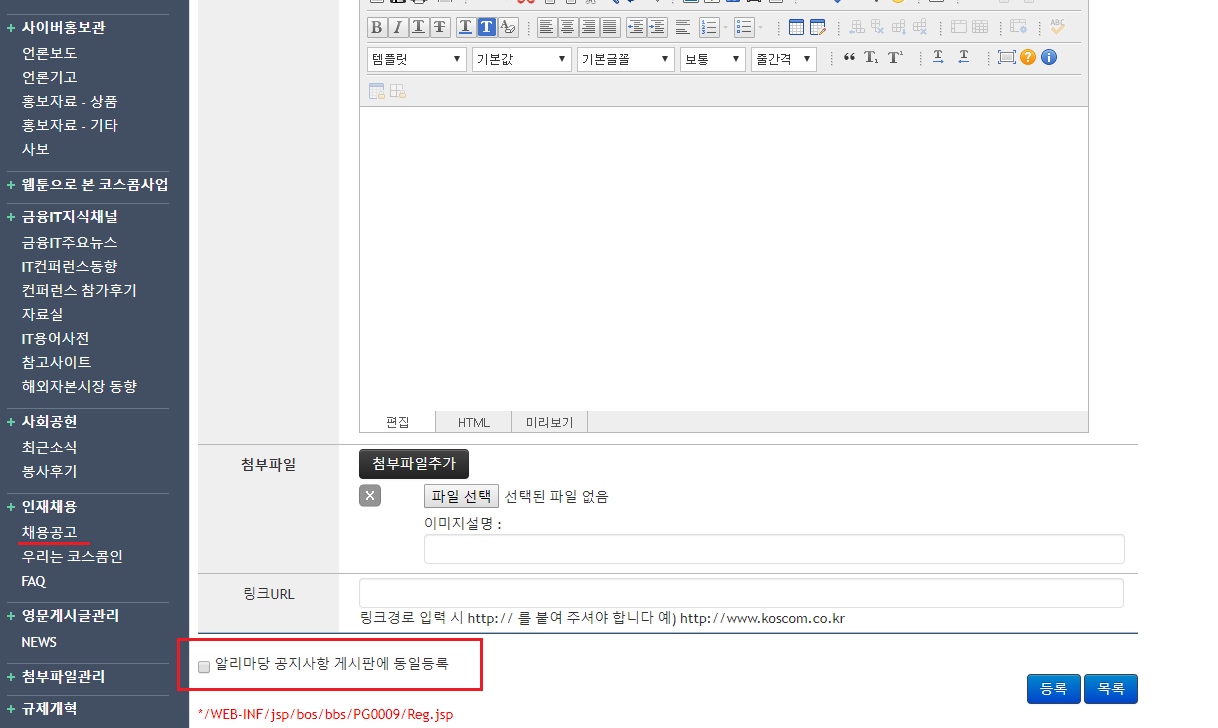 사이버홍보관
언론보도
언론기고
홍보자료 - 상품
홍보자료 - 기타
사보
웹툰으로 본 코스콤사업
금융IT지식채널
금융IT주요뉴스
IT컨퍼런스동향
컨퍼런스 참가후기
자료실
IT용어사전
참고사이트
해외자본시장 동향
사회공헌
최근소식
봉사후기
인재채용
채용공고
우리는 코스콤인
FAQ
영문게시글관리
NEWS
첨부파일관리
규제개혁
템플릿 기본값 기본글꼴 보통 줄간격
편집 HTML 미리보기
첨부파일 첨부파일추가
파일 선택 선택된 파일 없음
이미지설명 :
링크URL
링크경로 입력 시 http:// 를 붙여 주셔야 합니다 예) http://www.koscom.co.kr
알리마당 공지사항 게시판에 동일등록
등록 목록
*/WEB-INF/jsp/bos/bbs/PG0009/Reg.jsp